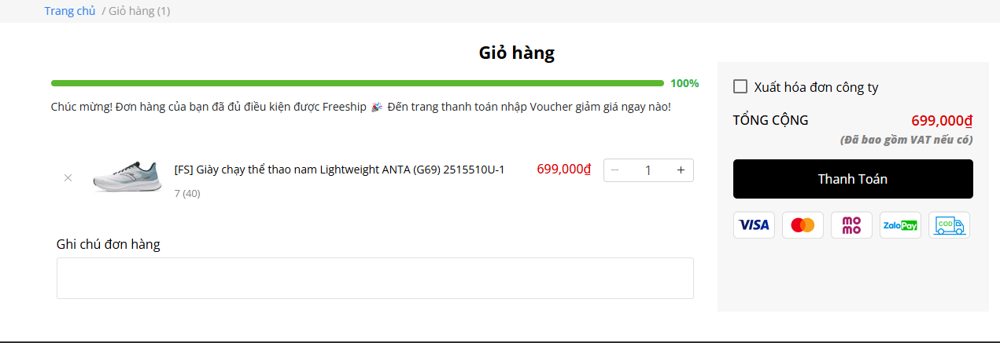 Trang chủ / Giỏ hàng (1)
Giỏ hàng
100%
Chúc mừng! Đơn hàng của bạn đã đủ điều kiện được Freeship 🎉 Đến trang thanh toán nhập Voucher giảm giá ngay nào!
[FS] Giày chạy thể thao nam Lightweight ANTA (G69) 2515510U-1 699,000₫ − 1 +
7 (40)
Ghi chú đơn hàng
Xuất hóa đơn công ty
TỔNG CỘNG 699,000₫
(Đã bao gồm VAT nếu có)
Thanh Toán
VISA mo mo ZaloPay COD